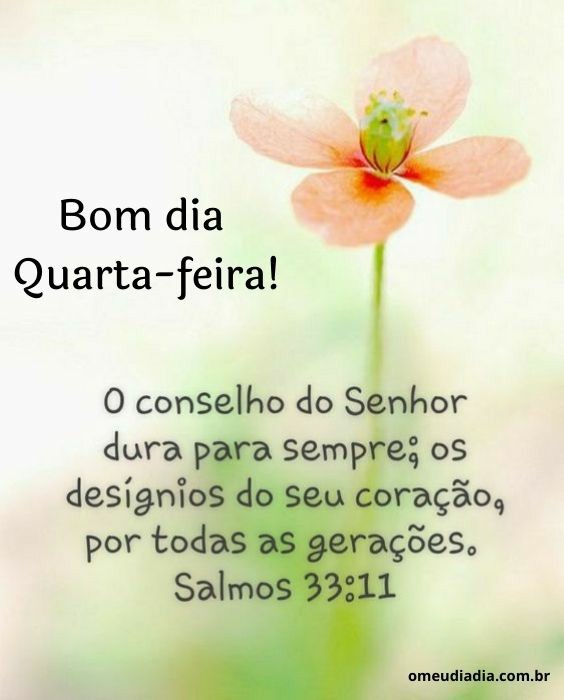 Bom dia
Quarta-feira!
O conselho do Senhor
dura para sempre; os
desígnios do seu coração,
por todas as gerações.
Salmos 33:11
omeudiadia.com.br